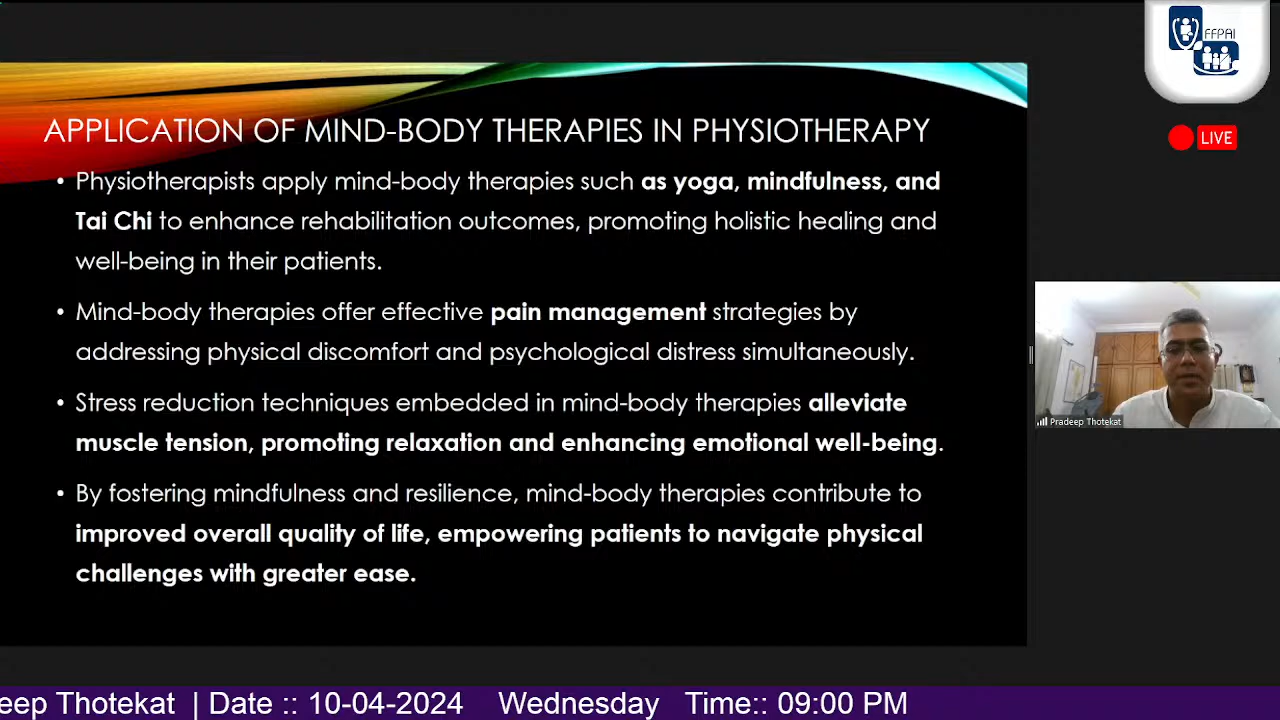 FFPAI
LIVE
APPLICATION OF MIND-BODY THERAPIES IN PHYSIOTHERAPY
• Physiotherapists apply mind-body therapies such as yoga, mindfulness, and
Tai Chi to enhance rehabilitation outcomes, promoting holistic healing and
well-being in their patients.
• Mind-body therapies offer effective pain management strategies by
addressing physical discomfort and psychological distress simultaneously.
• Stress reduction techniques embedded in mind-body therapies alleviate
muscle tension, promoting relaxation and enhancing emotional well-being.
• By fostering mindfulness and resilience, mind-body therapies contribute to
improved overall quality of life, empowering patients to navigate physical
challenges with greater ease.
Pradeep Thotekat
eep Thotekat | Date :: 10-04-2024 Wednesday Time:: 09:00 PM